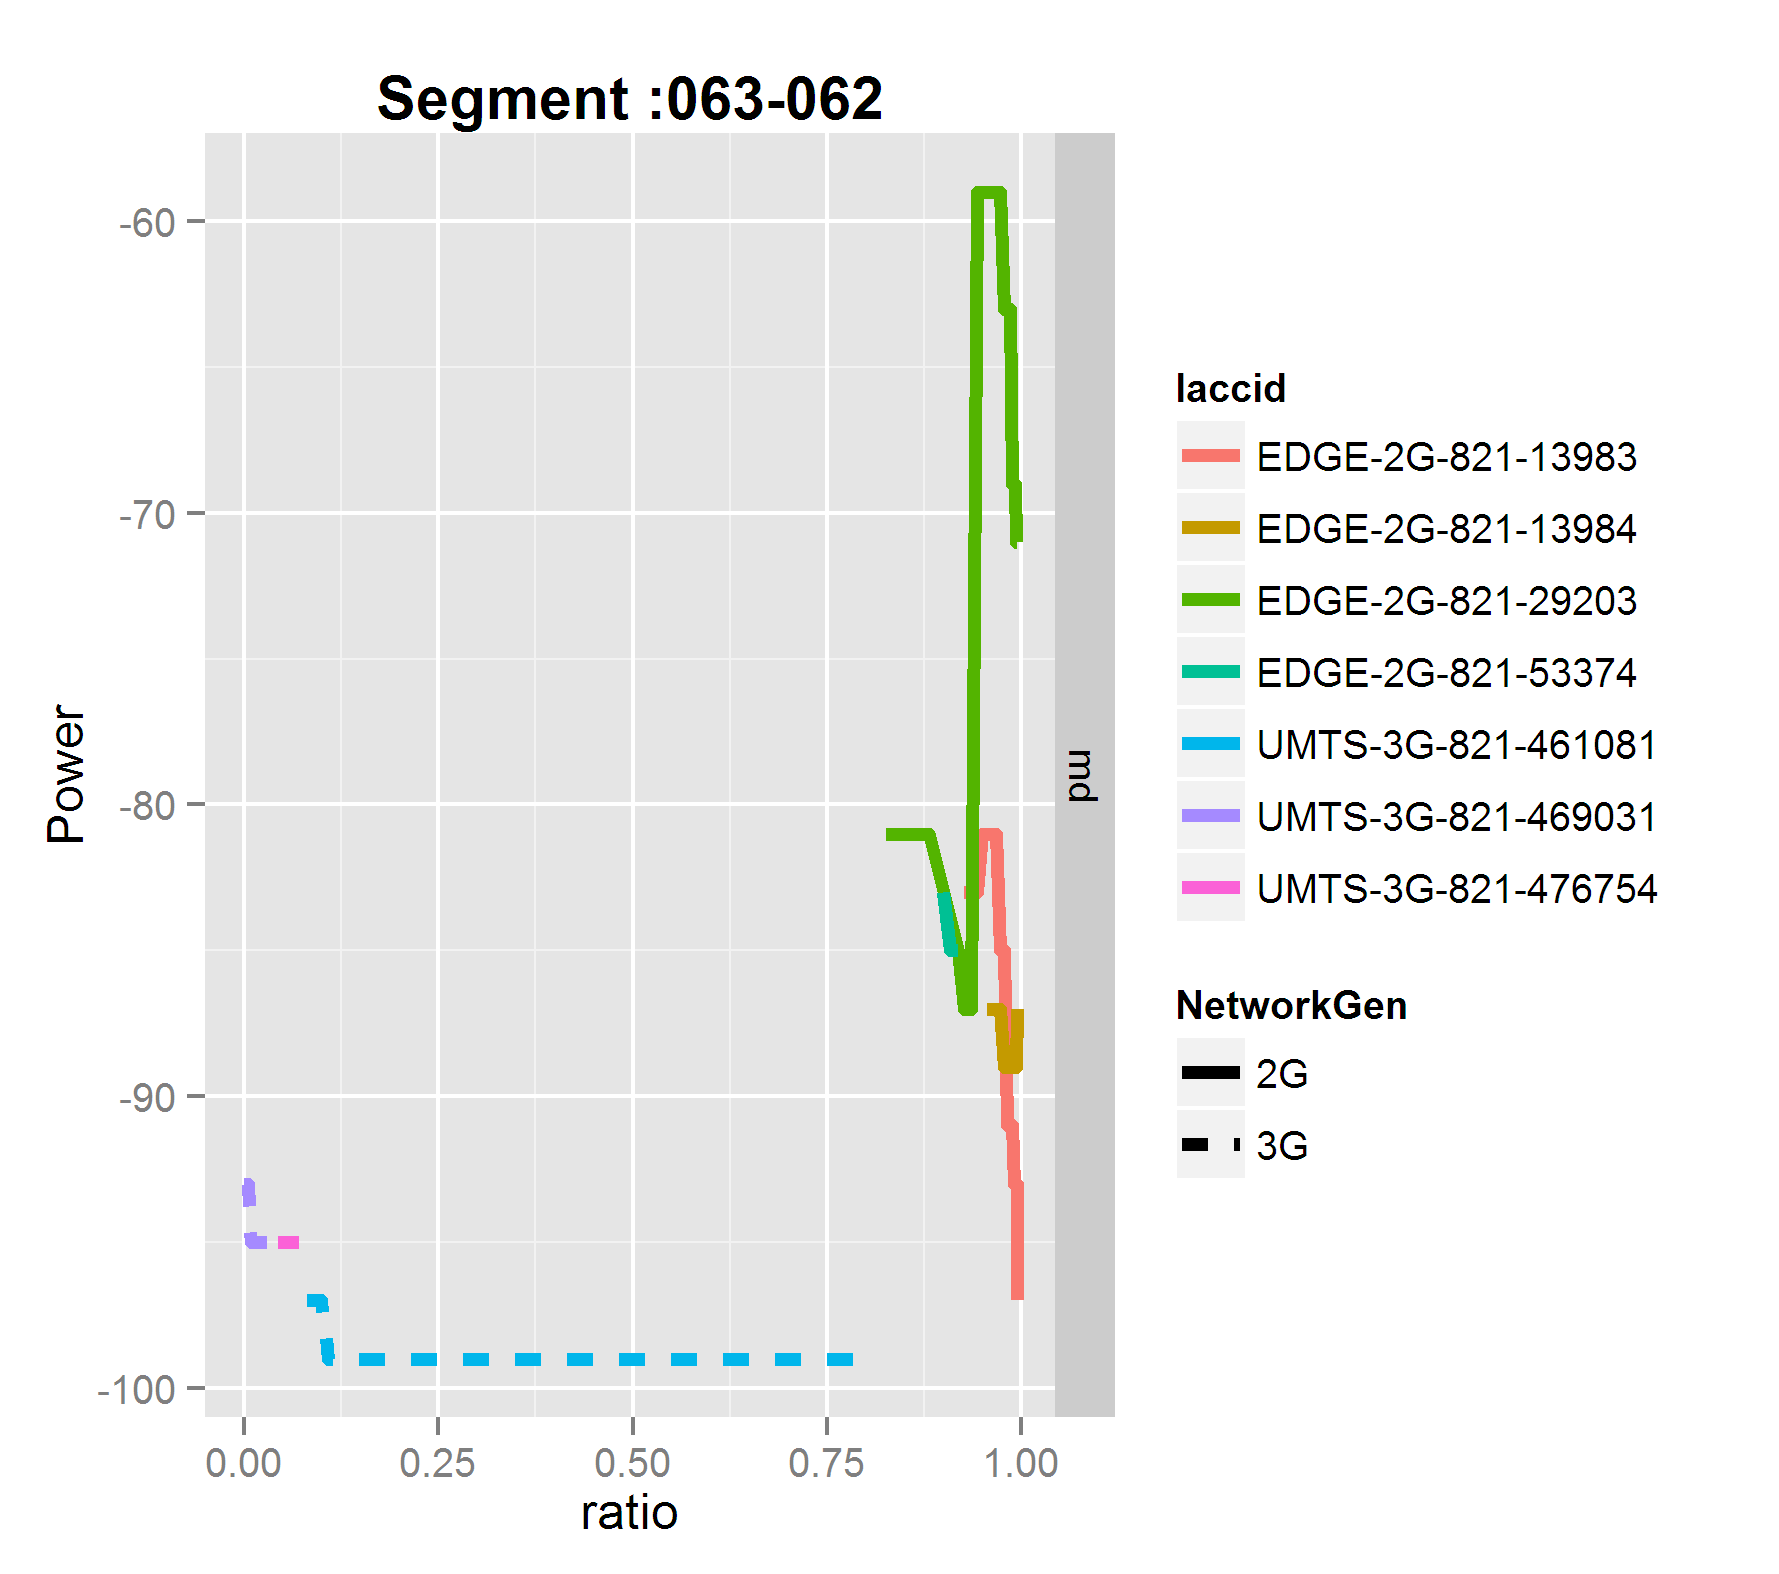 Segment :063-062
-60
-70
-80
-90
-100
Power
0.00 0.25 0.50 0.75 1.00
ratio
md
laccid
EDGE-2G-821-13983
EDGE-2G-821-13984
EDGE-2G-821-29203
EDGE-2G-821-53374
UMTS-3G-821-461081
UMTS-3G-821-469031
UMTS-3G-821-476754
NetworkGen
2G
3G